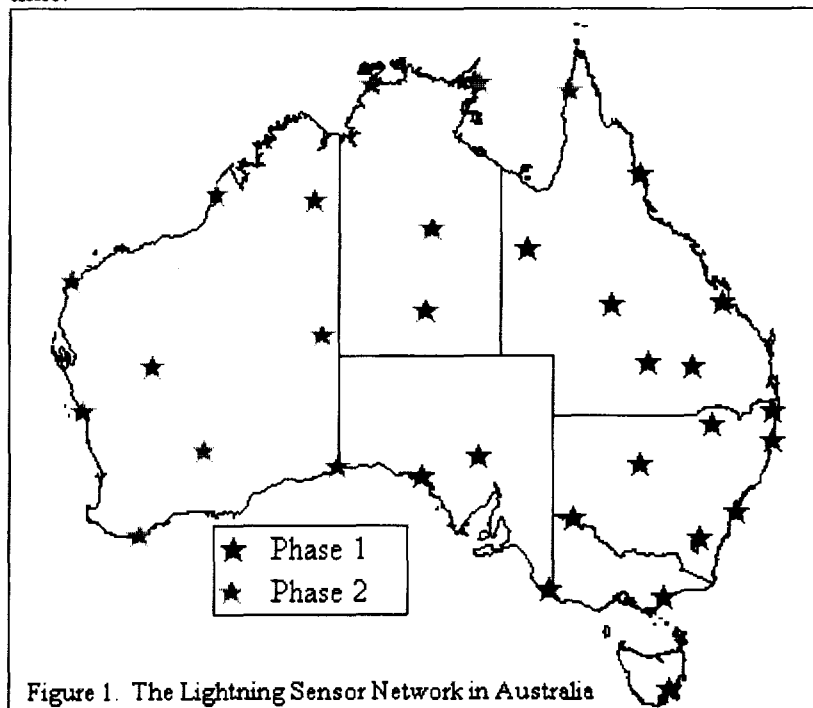 Phase 1
Phase 2
Figure 1. The Lightning Sensor Network in Australia